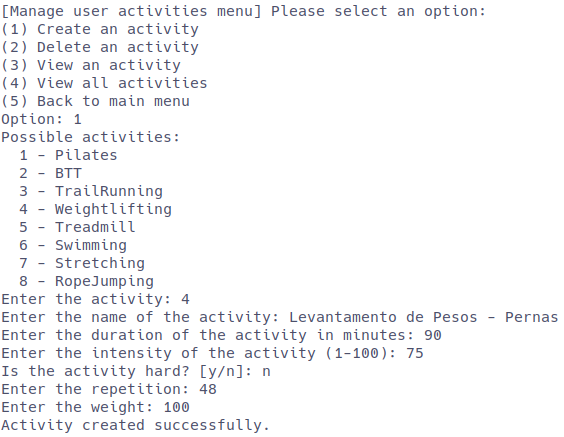 [Manage user activities menu] Please select an option:
(1) Create an activity
(2) Delete an activity
(3) View an activity
(4) View all activities
(5) Back to main menu
Option: 1
Possible activities:
  1 - Pilates
  2 - BTT
  3 - TrailRunning
  4 - Weightlifting
  5 - Treadmill
  6 - Swimming
  7 - Stretching
  8 - RopeJumping
Enter the activity: 4
Enter the name of the activity: Levantamento de Pesos - Pernas
Enter the duration of the activity in minutes: 90
Enter the intensity of the activity (1-100): 75
Is the activity hard? [y/n]: n
Enter the repetition: 48
Enter the weight: 100
Activity created successfully.